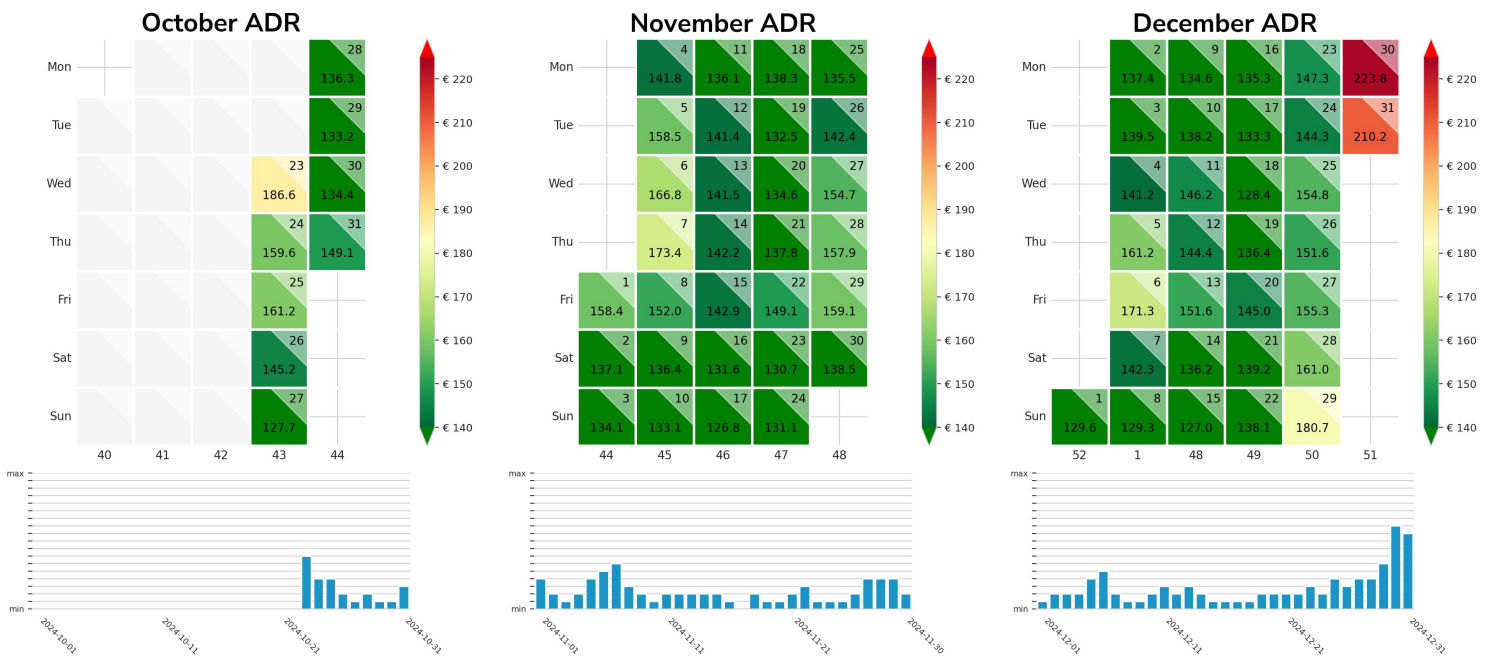 October ADR
Mon 28 136.3
Tue 29 133.2
Wed 23 186.6 30 134.4
Thu 24 159.6 31 149.1
Fri 25 161.2
Sat 26 145.2
Sun 27 127.7
40 41 42 43 44
€ 220
€ 210
€ 200
€ 190
€ 180
€ 170
€ 160
€ 150
€ 140
max
min
2024-10-01 2024-10-11 2024-10-21 2024-10-31
November ADR
Mon 4 141.8 11 136.1 18 138.3 25 135.5
Tue 5 158.5 12 141.4 19 132.5 26 142.4
Wed 6 166.8 13 141.5 20 134.6 27 154.7
Thu 7 173.4 14 142.2 21 137.8 28 157.9
Fri 1 158.4 8 152.0 15 142.9 22 149.1 29 159.1
Sat 2 137.1 9 136.4 16 131.6 23 130.7 30 138.5
Sun 3 134.1 10 133.1 17 126.8 24 131.1
44 45 46 47 48
€ 220
€ 210
€ 200
€ 190
€ 180
€ 170
€ 160
€ 150
€ 140
max
min
2024-11-01 2024-11-11 2024-11-21 2024-11-30
December ADR
Mon 2 137.4 9 134.6 16 135.3 23 147.3 30 223.8
Tue 3 139.5 10 138.2 17 133.3 24 144.3 31 210.2
Wed 4 141.2 11 146.2 18 128.4 25 154.8
Thu 5 161.2 12 144.4 19 136.4 26 151.6
Fri 6 171.3 13 151.6 20 145.0 27 155.3
Sat 7 142.3 14 136.2 21 139.2 28 161.0
Sun 1 129.6 8 129.3 15 127.0 22 138.1 29 180.7
52 1 48 49 50 51
€ 220
€ 210
€ 200
€ 190
€ 180
€ 170
€ 160
€ 150
€ 140
max
min
2024-12-01 2024-12-11 2024-12-21 2024-12-31